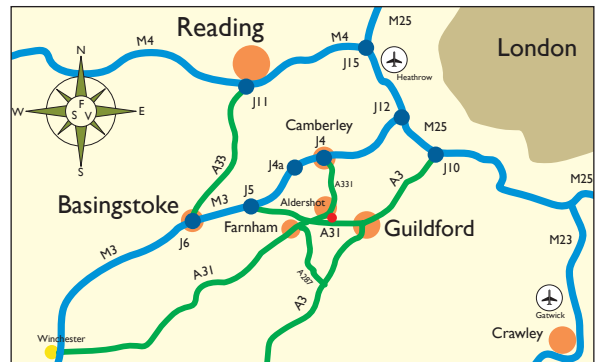 Reading
M25
M4
M4
J15
London
Heathrow
N
W
E
S
F
S V
J11
J12
Camberley
J4
M25
A33
J4a
A331
A3
J10
Basingstoke
M3
J5
Aldershot
M25
J6
Farnham
A31
Guildford
M3
M23
A31
A287
A3
Gatwick
Winchester
Crawley